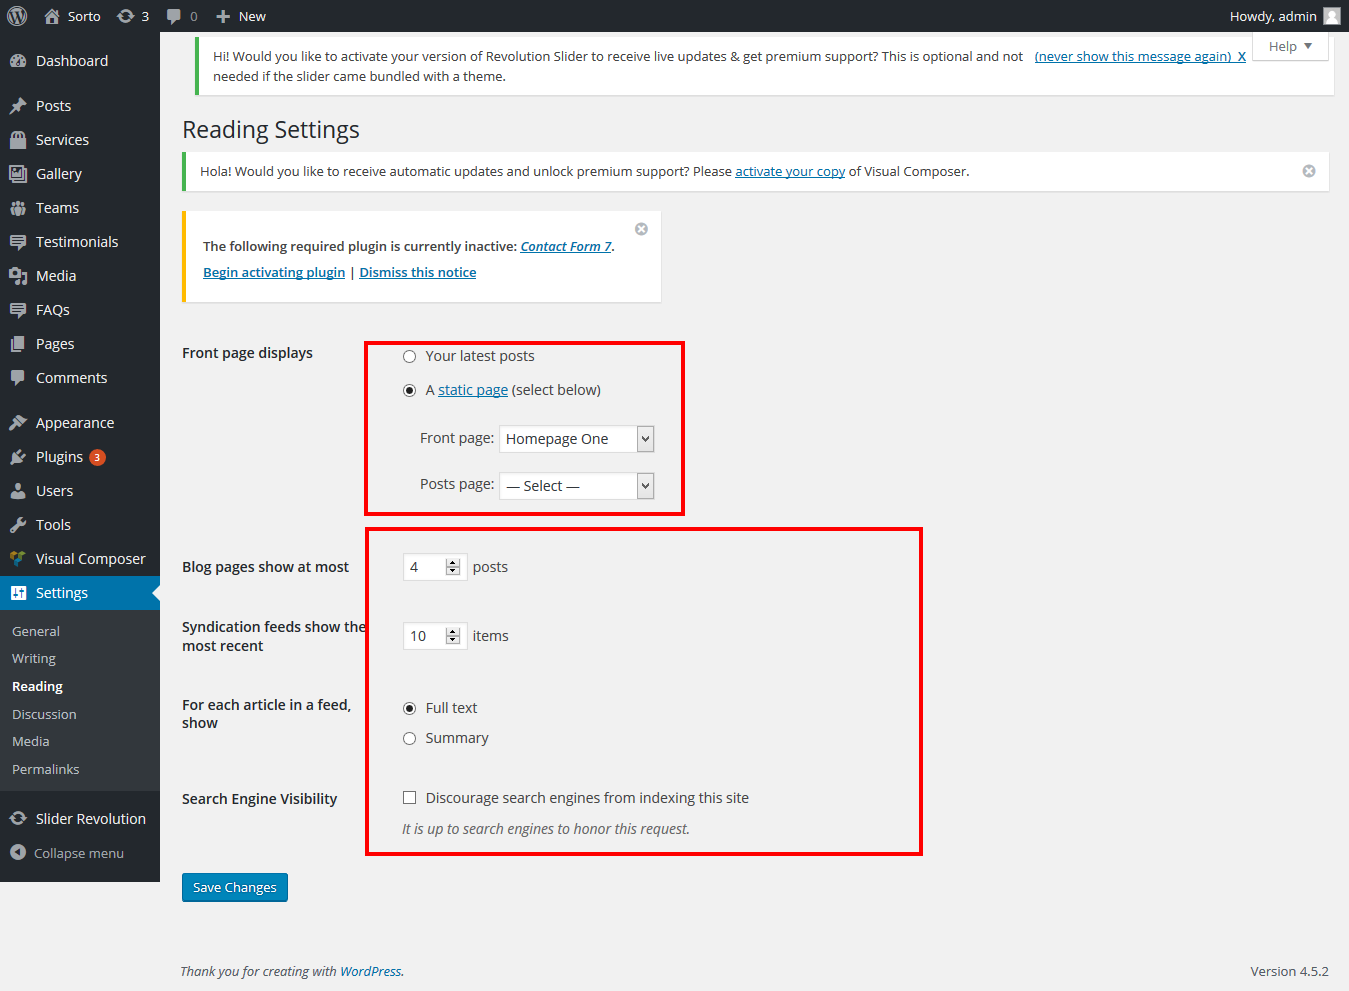 Sorto 3 0 New
Howdy, admin
Dashboard
Posts
Services
Gallery
Teams
Testimonials
Media
FAQs
Pages
Comments
Appearance
Plugins 3
Users
Tools
Visual Composer
Settings
General
Writing
Reading
Discussion
Media
Permalinks
Slider Revolution
Collapse menu
Help
Hi! Would you like to activate your version of Revolution Slider to receive live updates & get premium support? This is optional and not (never show this message again) X
needed if the slider came bundled with a theme.
Reading Settings
Hola! Would you like to receive automatic updates and unlock premium support? Please activate your copy of Visual Composer.
The following required plugin is currently inactive: Contact Form 7.
Begin activating plugin | Dismiss this notice
Front page displays
Your latest posts
A static page (select below)
Front page: Homepage One
Posts page: — Select —
Blog pages show at most 4 posts
Syndication feeds show the
most recent
10 items
For each article in a feed,
show
Full text
Summary
Search Engine Visibility
Discourage search engines from indexing this site
It is up to search engines to honor this request.
Save Changes
Thank you for creating with WordPress.
Version 4.5.2